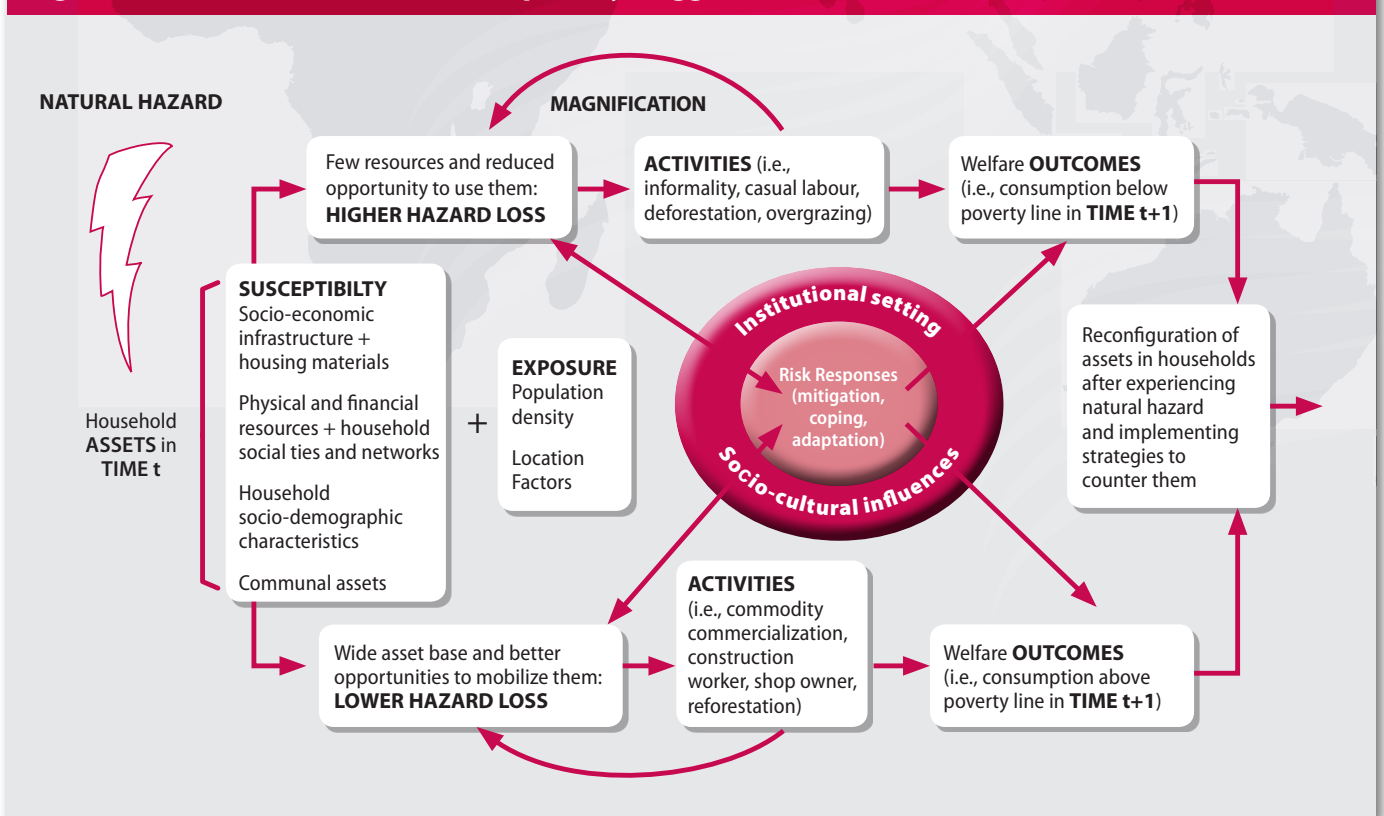 NATURAL HAZARD
MAGNIFICATION
Few resources and reduced
opportunity to use them:
HIGHER HAZARD LOSS
ACTIVITIES (i.e.,
informality, casual labour,
deforestation, overgrazing)
Welfare OUTCOMES
(i.e., consumption below
poverty line in TIME t+1)
Household
ASSETS in
TIME t
SUSCEPTIBILTY
Socio-economic
infrastructure +
housing materials
Physical and financial
resources + household
social ties and networks
Household
socio-demographic
characteristics
Communal assets
+
EXPOSURE
Population
density
Location
Factors
Institutional setting
Risk Responses
(mitigation,
coping,
adaptation)
Socio-cultural influences
Reconfiguration of
assets in households
after experiencing
natural hazard
and implementing
strategies to
counter them
Wide asset base and better
opportunities to mobilize them:
LOWER HAZARD LOSS
ACTIVITIES
(i.e., commodity
commercialization,
construction
worker, shop owner,
reforestation)
Welfare OUTCOMES
(i.e., consumption above
poverty line in TIME t+1)